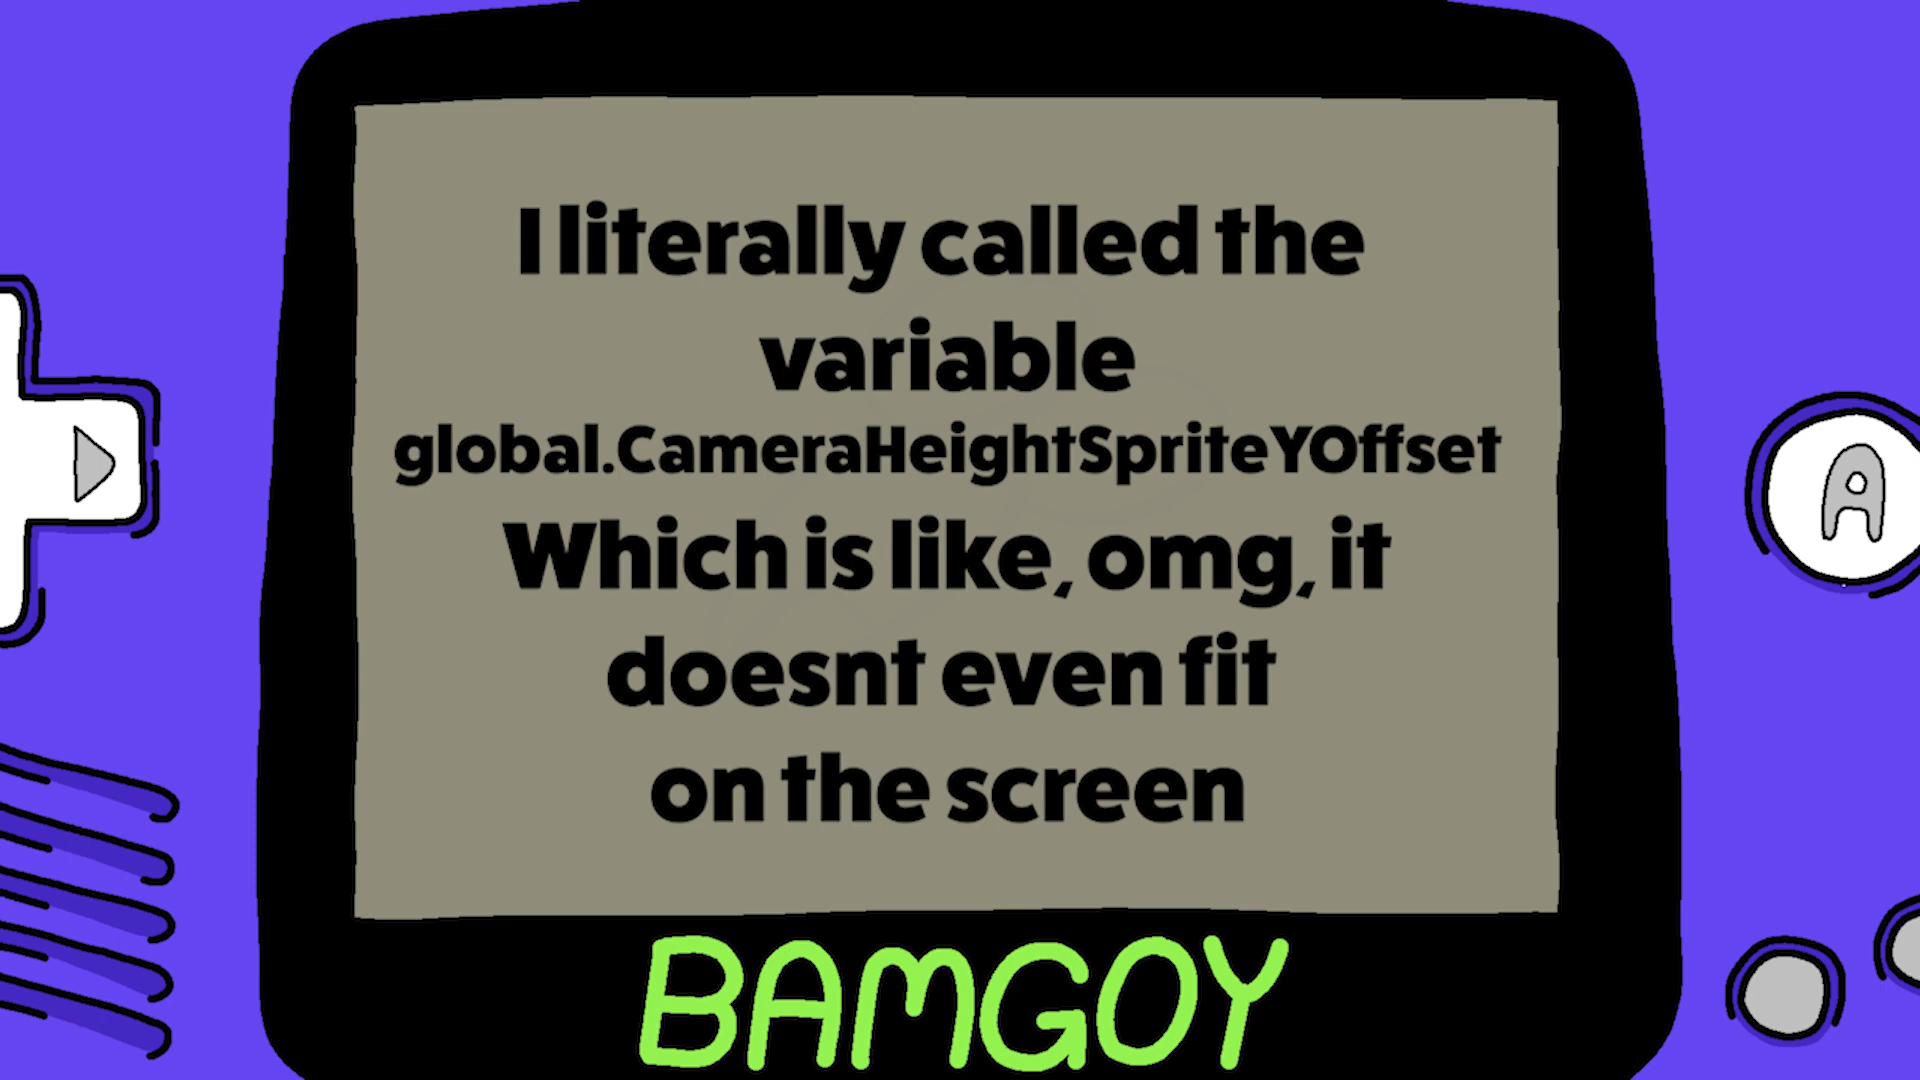 I literally called the
variable
global.CameraHeightSpriteYOffset
Which is like, omg, it
doesnt even fit
on the screen
A
BAMGOY